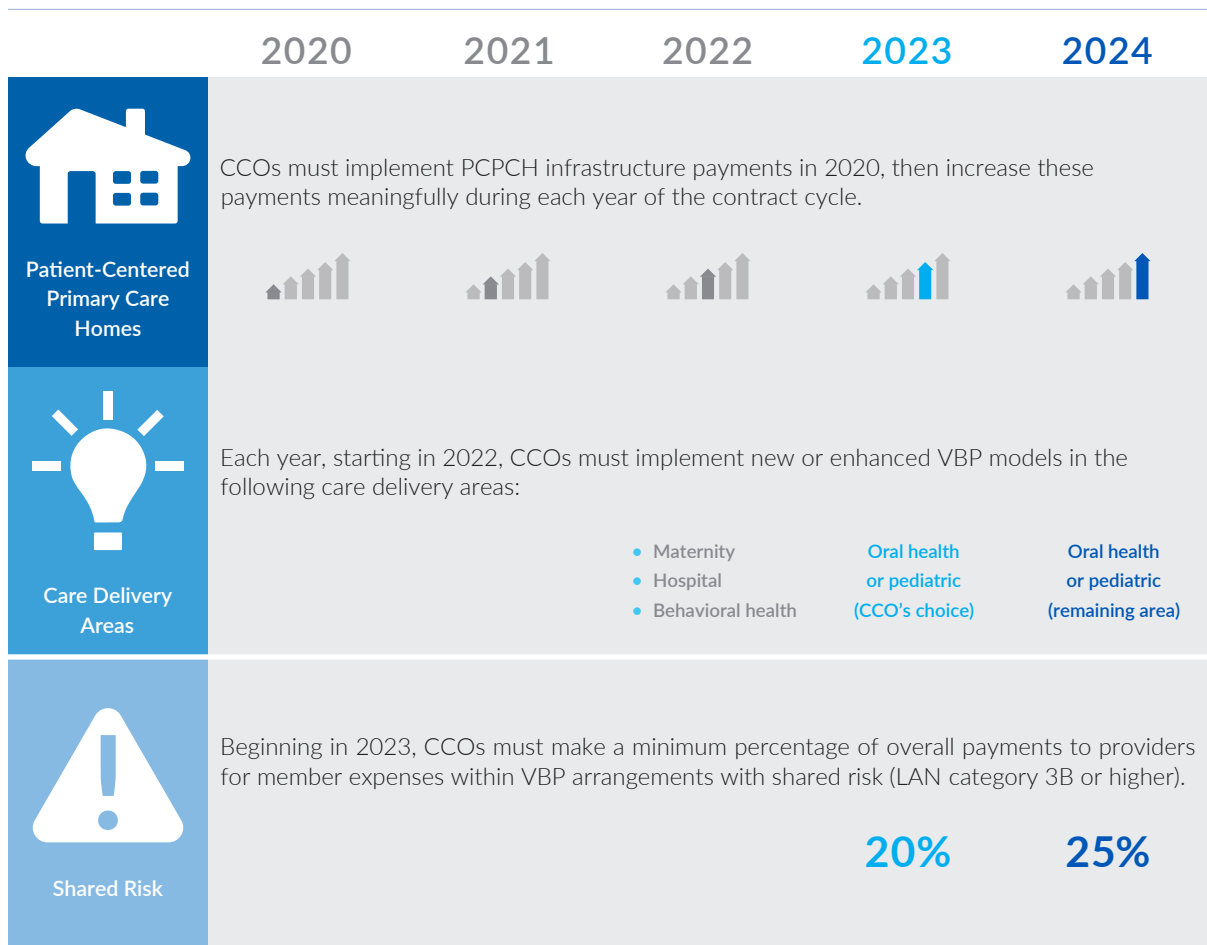 2020 2021 2022 2023 2024
Patient-Centered
Primary Care
Homes
CCOs must implement PCPCH infrastructure payments in 2020, then increase these
payments meaningfully during each year of the contract cycle.
Care Delivery
Areas
Each year, starting in 2022, CCOs must implement new or enhanced VBP models in the
following care delivery areas:
• Maternity
• Hospital
• Behavioral health
Oral health
or pediatric
(CCO's choice)
Oral health
or pediatric
(remaining area)
Shared Risk
Beginning in 2023, CCOs must make a minimum percentage of overall payments to providers
for member expenses within VBP arrangements with shared risk (LAN category 3B or higher).
20% 25%